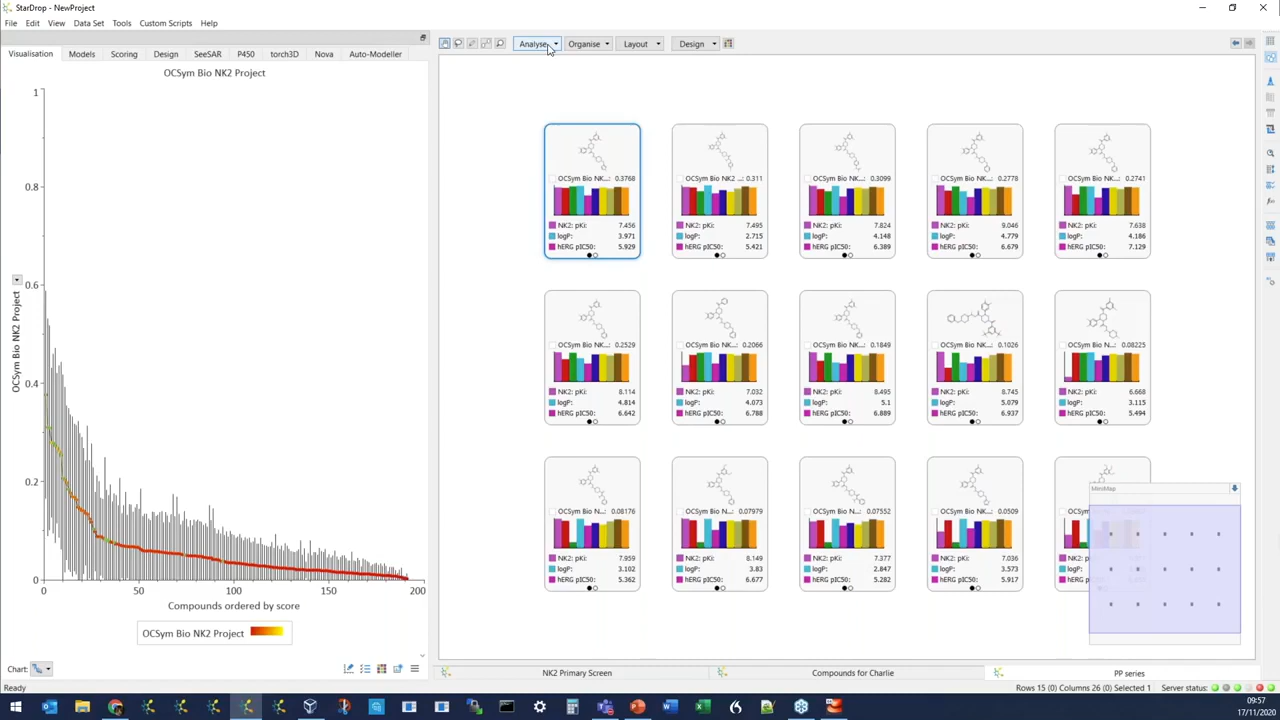 StarDrop - NewProject
File Edit View Data Set Tools Custom Scripts Help
Visualisation Models Scoring Design SeeSAR P450 torch3D Nova Auto-Modeller
Analyse Organise Layout Design
OCSym Bio NK2 Project
1
0.8
0.6
0.4
0.2
0
OCSym Bio NK2 Project
0 50 100 150 200
Compounds ordered by score
OCSym Bio NK2 Project
Chart:
OCSym Bio NK...: 0.3768
NK2: pKi: 7.456
logP: 3.971
hERG pIC50: 5.929
OCSym Bio NK2 ...: 0.311
NK2: pKi: 7.495
logP: 2.715
hERG pIC50: 5.421
OCSym Bio NK...: 0.3099
NK2: pKi: 7.824
logP: 4.148
hERG pIC50: 6.389
OCSym Bio NK...: 0.2778
NK2: pKi: 9.046
logP: 4.779
hERG pIC50: 6.679
OCSym Bio NK...: 0.2741
NK2: pKi: 7.638
logP: 4.186
hERG pIC50: 7.129
OCSym Bio NK...: 0.2529
NK2: pKi: 8.114
logP: 4.814
hERG pIC50: 6.642
OCSym Bio NK...: 0.2066
NK2: pKi: 7.032
logP: 4.073
hERG pIC50: 6.788
OCSym Bio NK...: 0.1849
NK2: pKi: 8.495
logP: 5.1
hERG pIC50: 6.889
OCSym Bio NK...: 0.1026
NK2: pKi: 8.745
logP: 5.079
hERG pIC50: 6.937
OCSym Bio N...: 0.08225
NK2: pKi: 6.668
logP: 3.115
hERG pIC50: 5.494
OCSym Bio N...: 0.08176
NK2: pKi: 7.959
logP: 3.102
hERG pIC50: 5.362
OCSym Bio N...: 0.07979
NK2: pKi: 8.149
logP: 3.83
hERG pIC50: 6.677
OCSym Bio N...: 0.07552
NK2: pKi: 7.377
logP: 2.847
hERG pIC50: 5.282
OCSym Bio NK...: 0.0509
NK2: pKi: 7.036
logP: 3.573
hERG pIC50: 5.917
MiniMap
NK2 Primary Screen Compounds for Charlie PP series
Ready
Rows 15 (0) Columns 26 (0) Selected 1 Server status:
09:57
17/11/2020